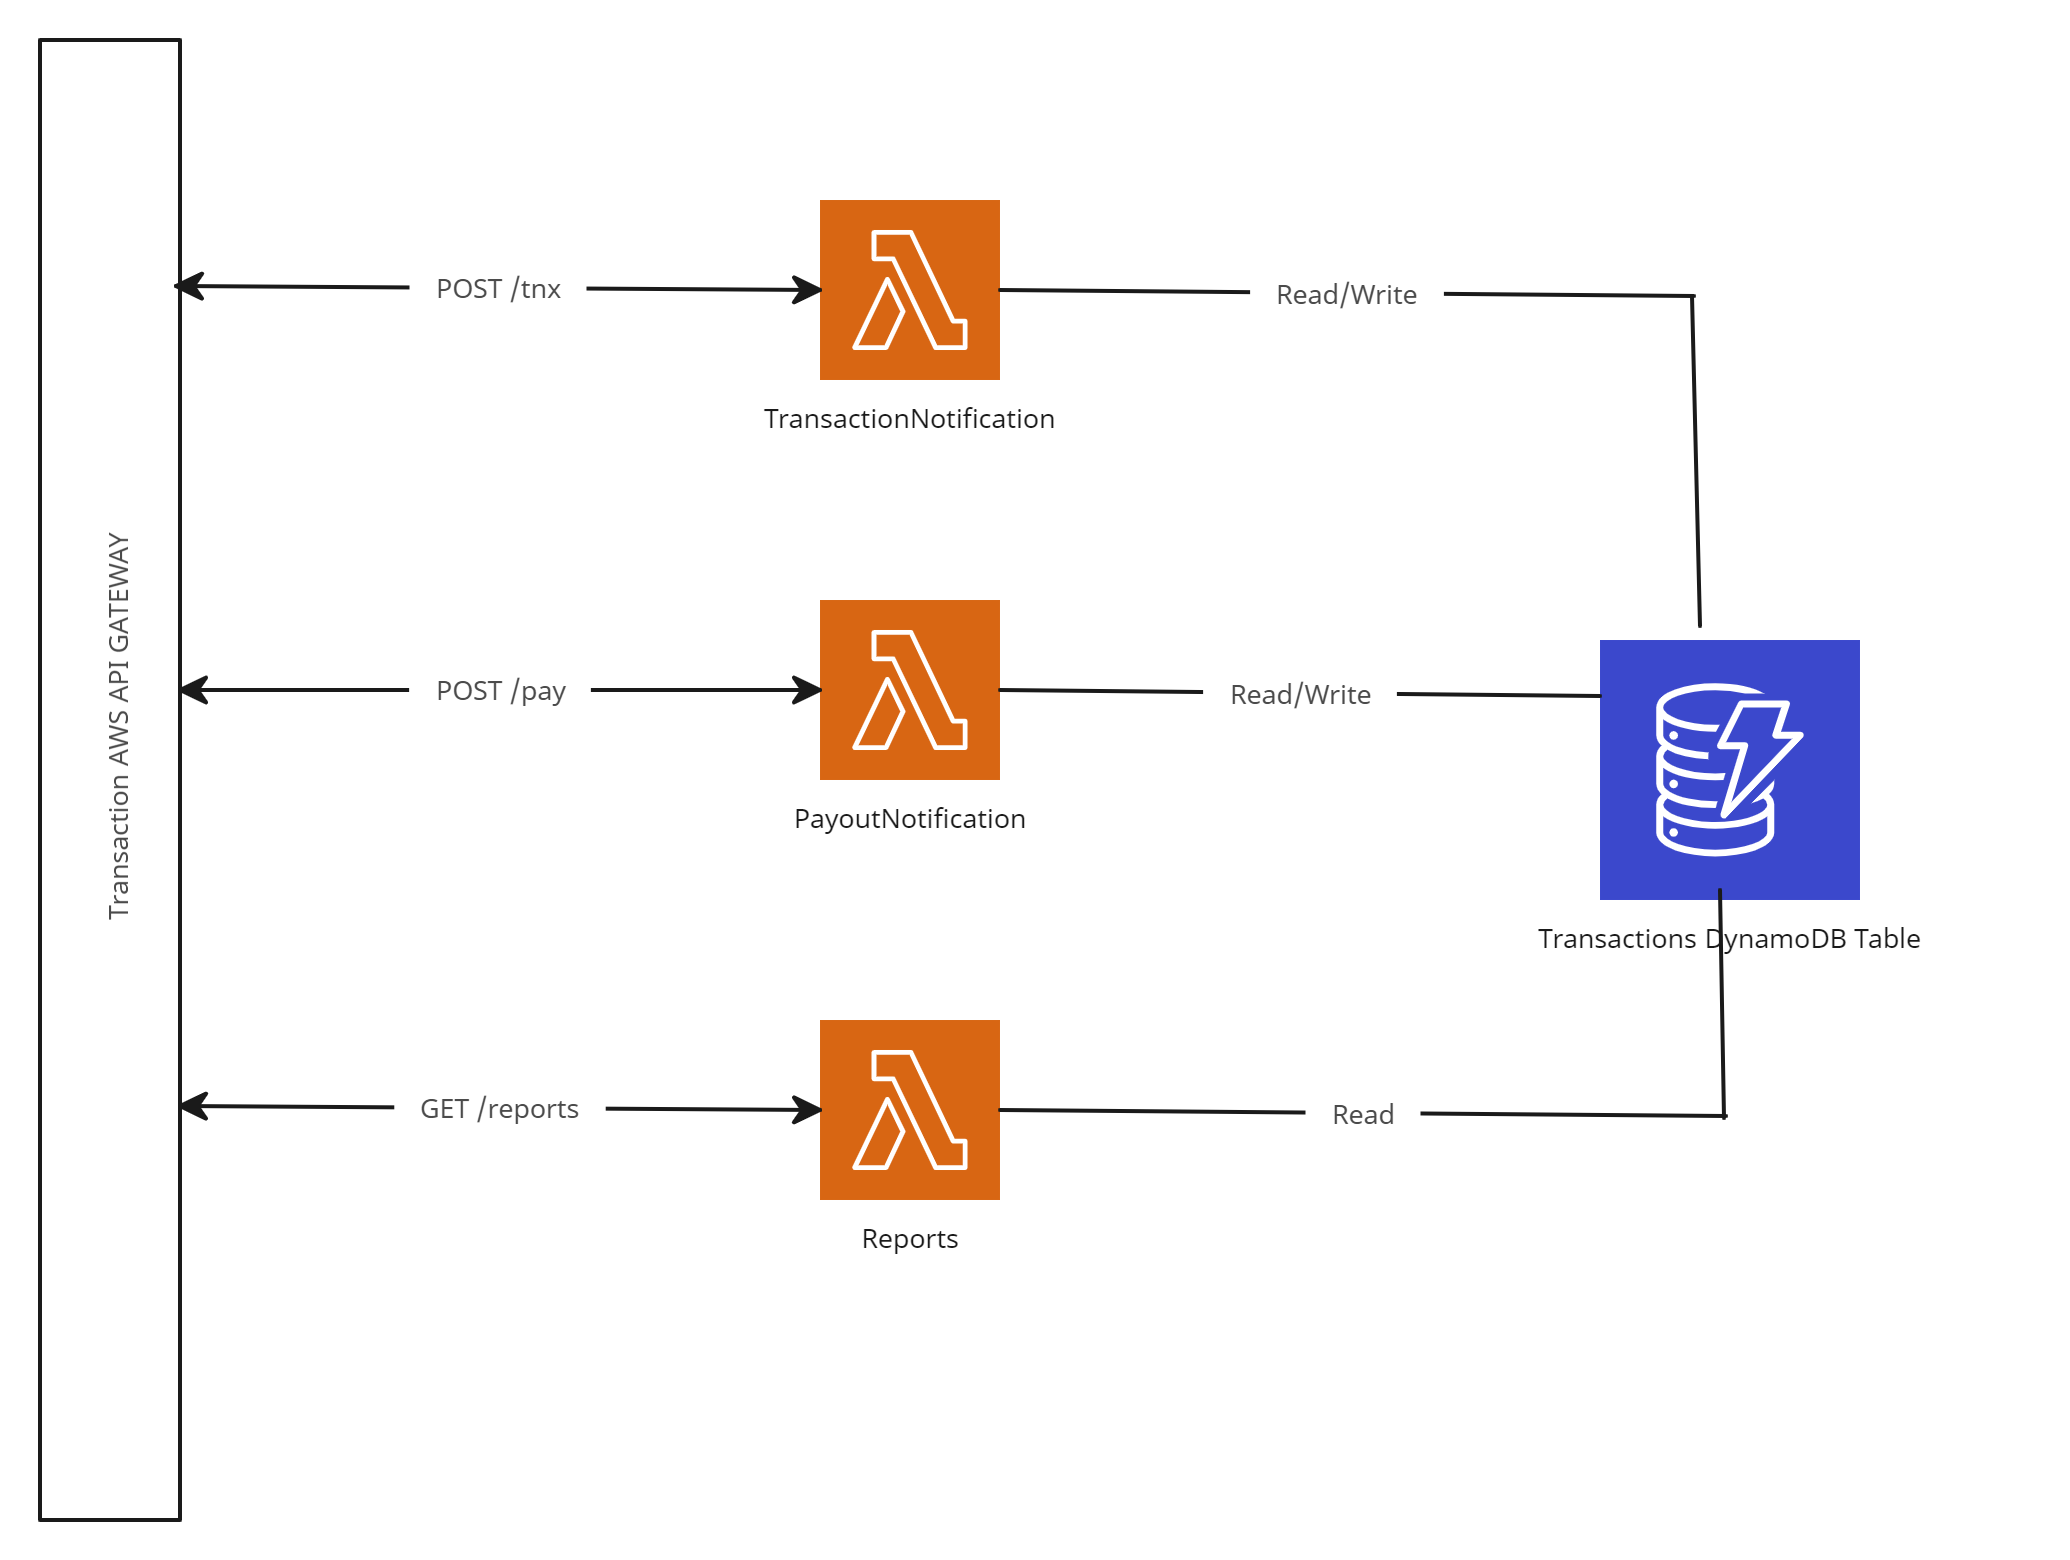 Transaction AWS API GATEWAY
POST /tnx
TransactionNotification
Read/Write
POST /pay
PayoutNotification
Read/Write
Transactions DynamoDB Table
GET /reports
Reports
Read